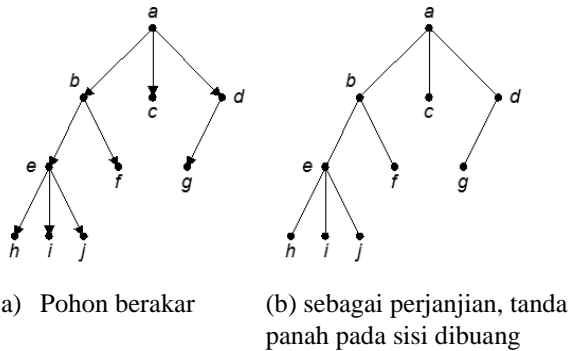 a
b
c
d
e
f
g
h
i
j
a
b
c
d
e
f
g
h
i
j
a) Pohon berakar
(b) sebagai perjanjian, tanda
panah pada sisi dibuang